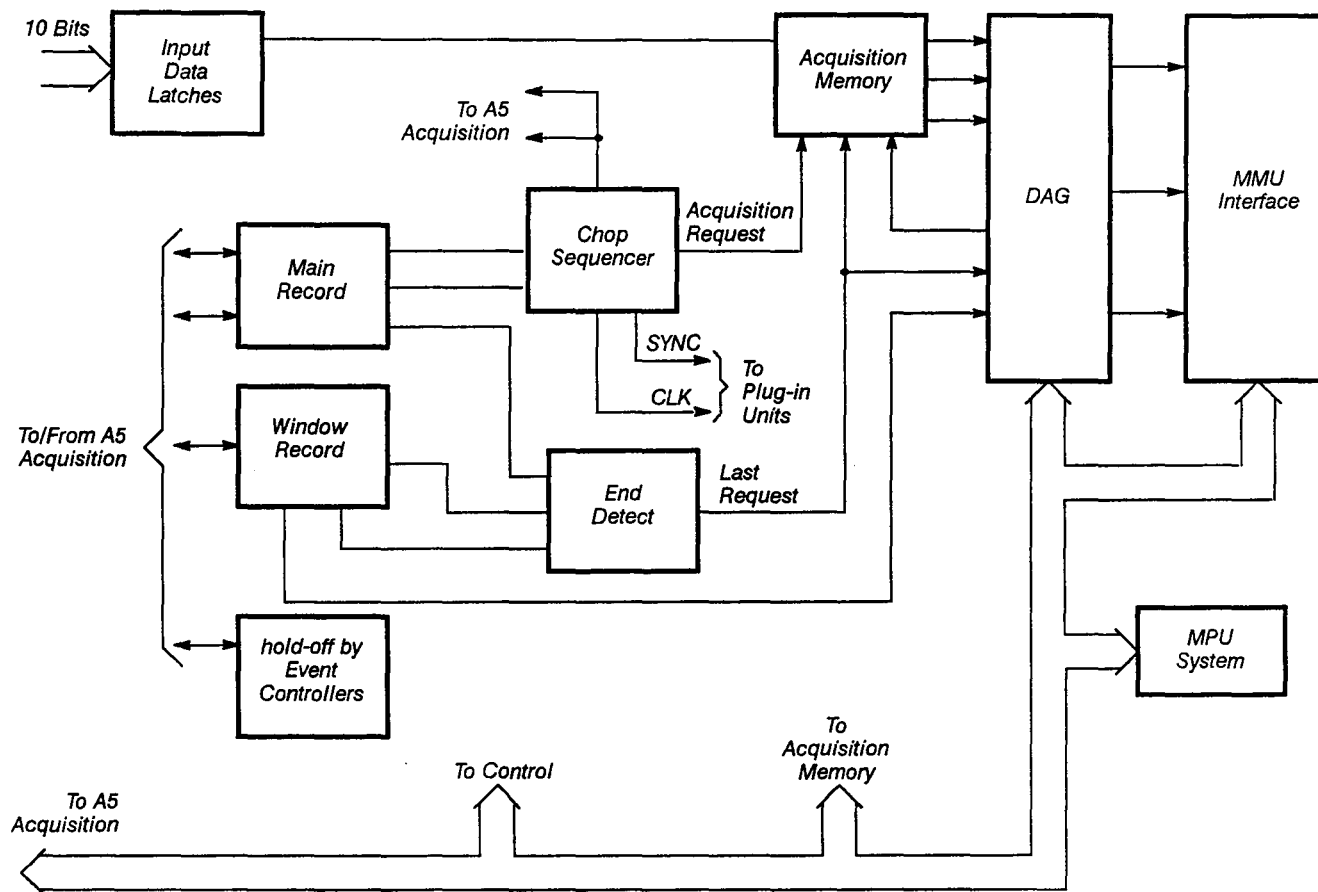 10 Bits
Input
Data
Latches
Acquisition
Memory
DAG
MMU
Interface
To A5
Acquisition
Chop
Sequencer
Acquisition
Request
Main
Record
SYNC
CLK
To
Plug-in
Units
To/From A5
Acquisition
Window
Record
End
Detect
Last
Request
hold-off by
Event
Controllers
MPU
System
To
Acquisition
Memory
To Control
To A5
Acquisition